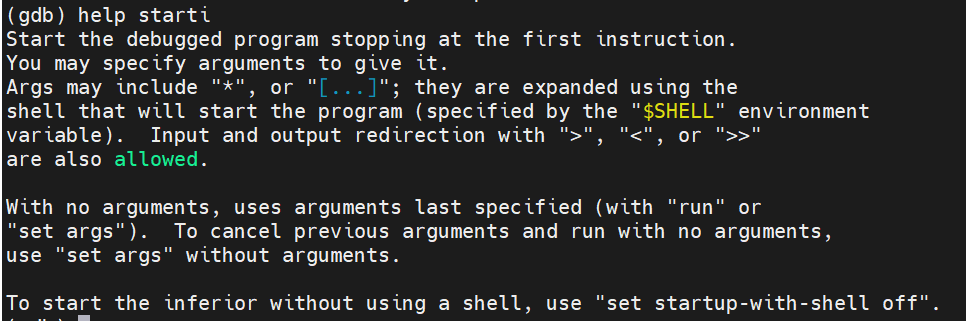 (gdb) help starti
Start the debugged program stopping at the first instruction.
You may specify arguments to give it.
Args may include "*", or "[...]"; they are expanded using the
shell that will start the program (specified by the "$SHELL" environment
variable).  Input and output redirection with ">", "<", or ">>"
are also allowed.

With no arguments, uses arguments last specified (with "run" or
"set args").  To cancel previous arguments and run with no arguments,
use "set args" without arguments.

To start the inferior without using a shell, use "set startup-with-shell off".